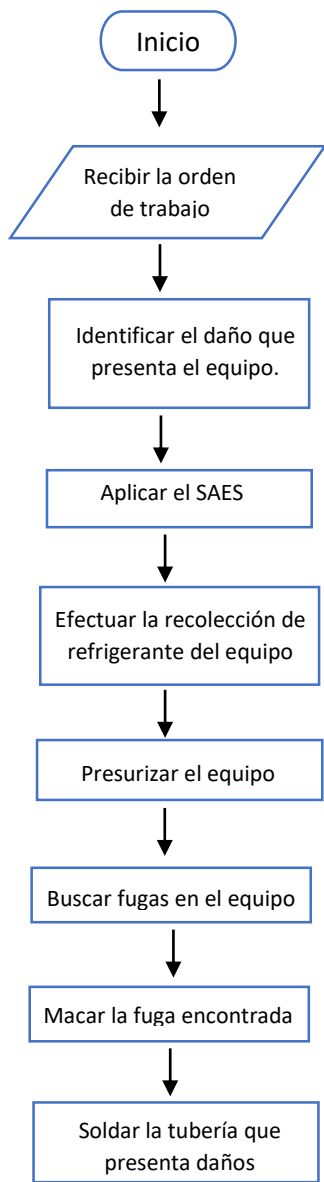 Inicio
Recibir la orden
de trabajo
Identificar el daño que
presenta el equipo.
Aplicar el SAES
Efectuar la recolección de
refrigerante del equipo
Presurizar el equipo
Buscar fugas en el equipo
Macar la fuga encontrada
Soldar la tubería que
presenta daños